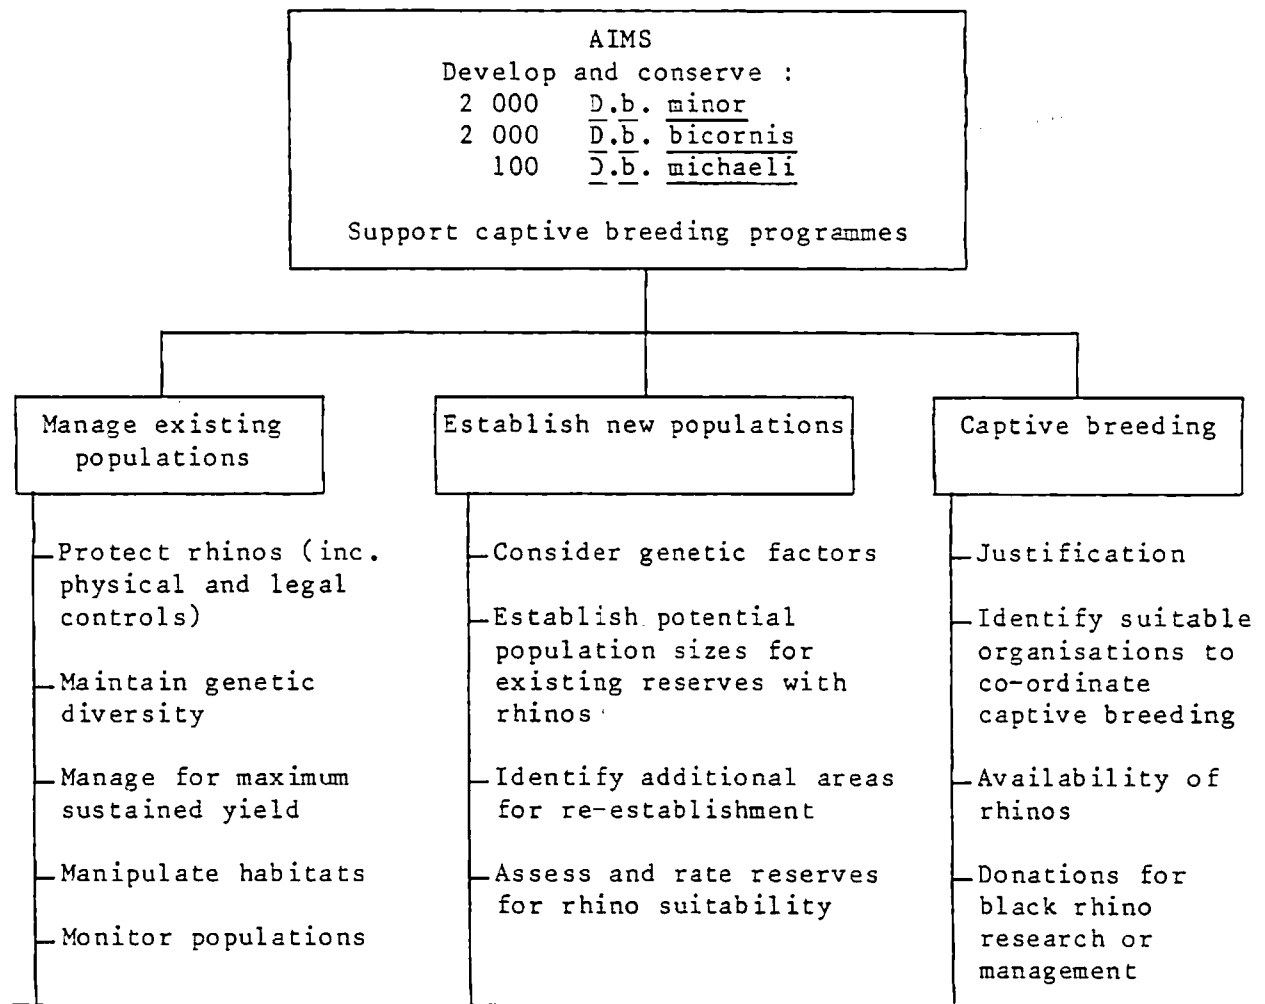 AIMS
Develop and conserve :
2 000 D.b. minor
2 000 D.b. bicornis
100 D.b. michaeli
Support captive breeding programmes
Manage existing
populations
Protect rhinos (inc.
physical and legal
controls)
Maintain genetic
diversity
Manage for maximum
sustained yield
Manipulate habitats
Monitor populations
Establish new populations
Consider genetic factors
Establish potential
population sizes for
existing reserves with
rhinos
Identify additional areas
for re-establishment
Assess and rate reserves
for rhino suitability
Captive breeding
Justification
Identify suitable
organisations to
co-ordinate
captive breeding
Availability of
rhinos
Donations for
black rhino
research or
management